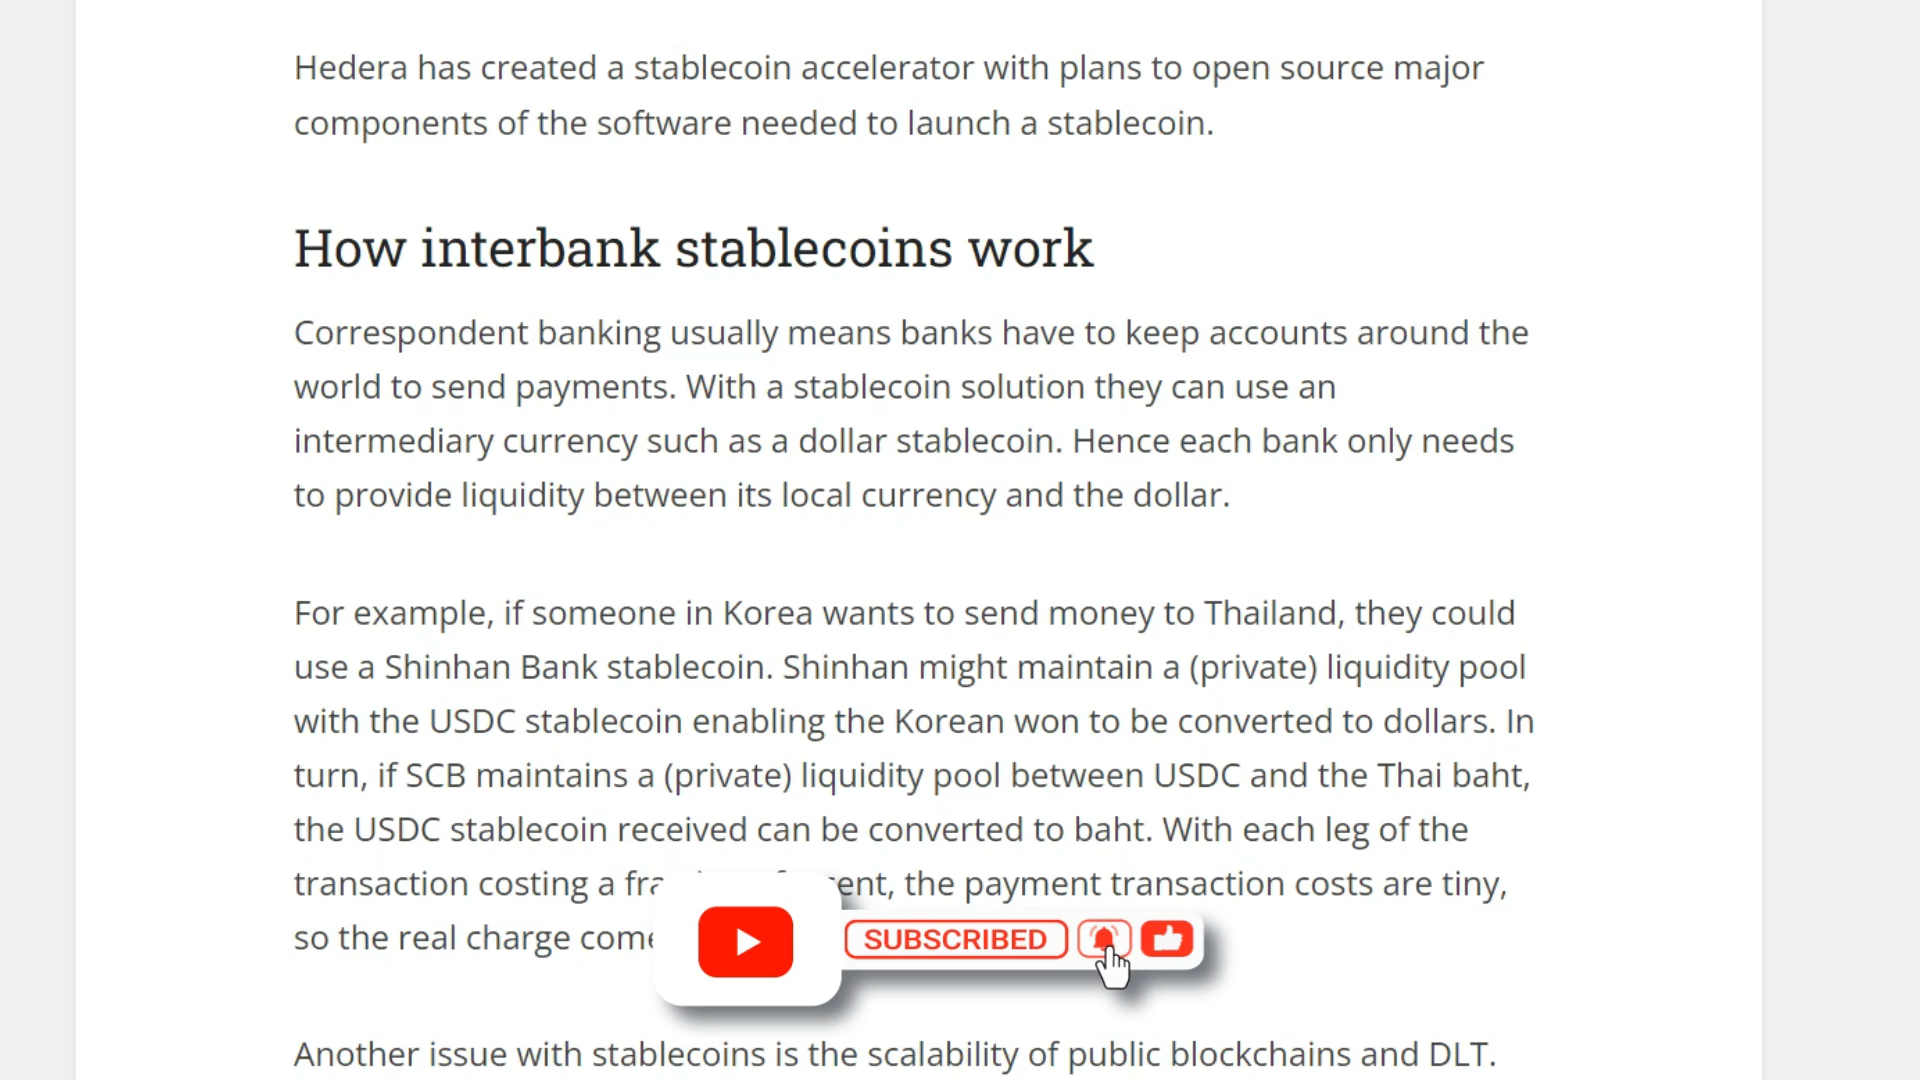 Hedera has created a stablecoin accelerator with plans to open source major
components of the software needed to launch a stablecoin.
How interbank stablecoins work
Correspondent banking usually means banks have to keep accounts around the
world to send payments. With a stablecoin solution they can use an
intermediary currency such as a dollar stablecoin. Hence each bank only needs
to provide liquidity between its local currency and the dollar.
For example, if someone in Korea wants to send money to Thailand, they could
use a Shinhan Bank stablecoin. Shinhan might maintain a (private) liquidity pool
with the USDC stablecoin enabling the Korean won to be converted to dollars. In
turn, if SCB maintains a (private) liquidity pool between USDC and the Thai baht,
the USDC stablecoin received can be converted to baht. With each leg of the
transaction costing a the payment transaction costs are tiny,
so the real charge
SUBSCRIBED
Another issue with stablecoins is the scalability of public blockchains and DLT.